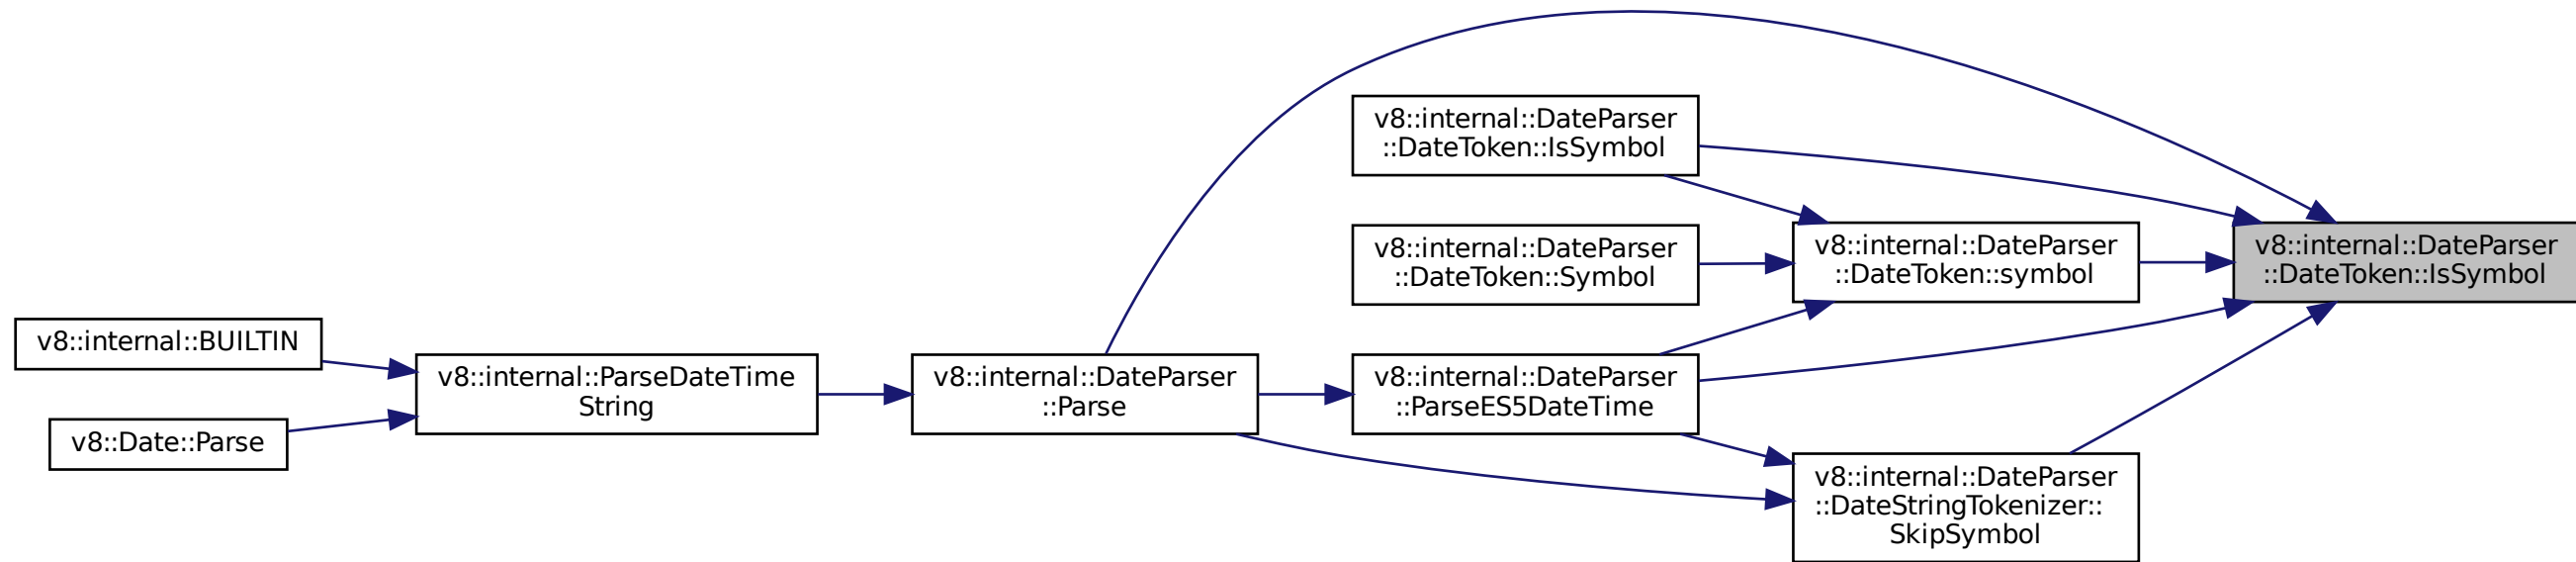 v8::internal::BUILTIN
v8::Date::Parse
v8::internal::ParseDateTime
String
v8::internal::DateParser
::Parse
v8::internal::DateParser
::DateToken::IsSymbol
v8::internal::DateParser
::DateToken::Symbol
v8::internal::DateParser
::ParseES5DateTime
v8::internal::DateParser
::DateToken::symbol
v8::internal::DateParser
::DateStringTokenizer::
SkipSymbol
v8::internal::DateParser
::DateToken::IsSymbol